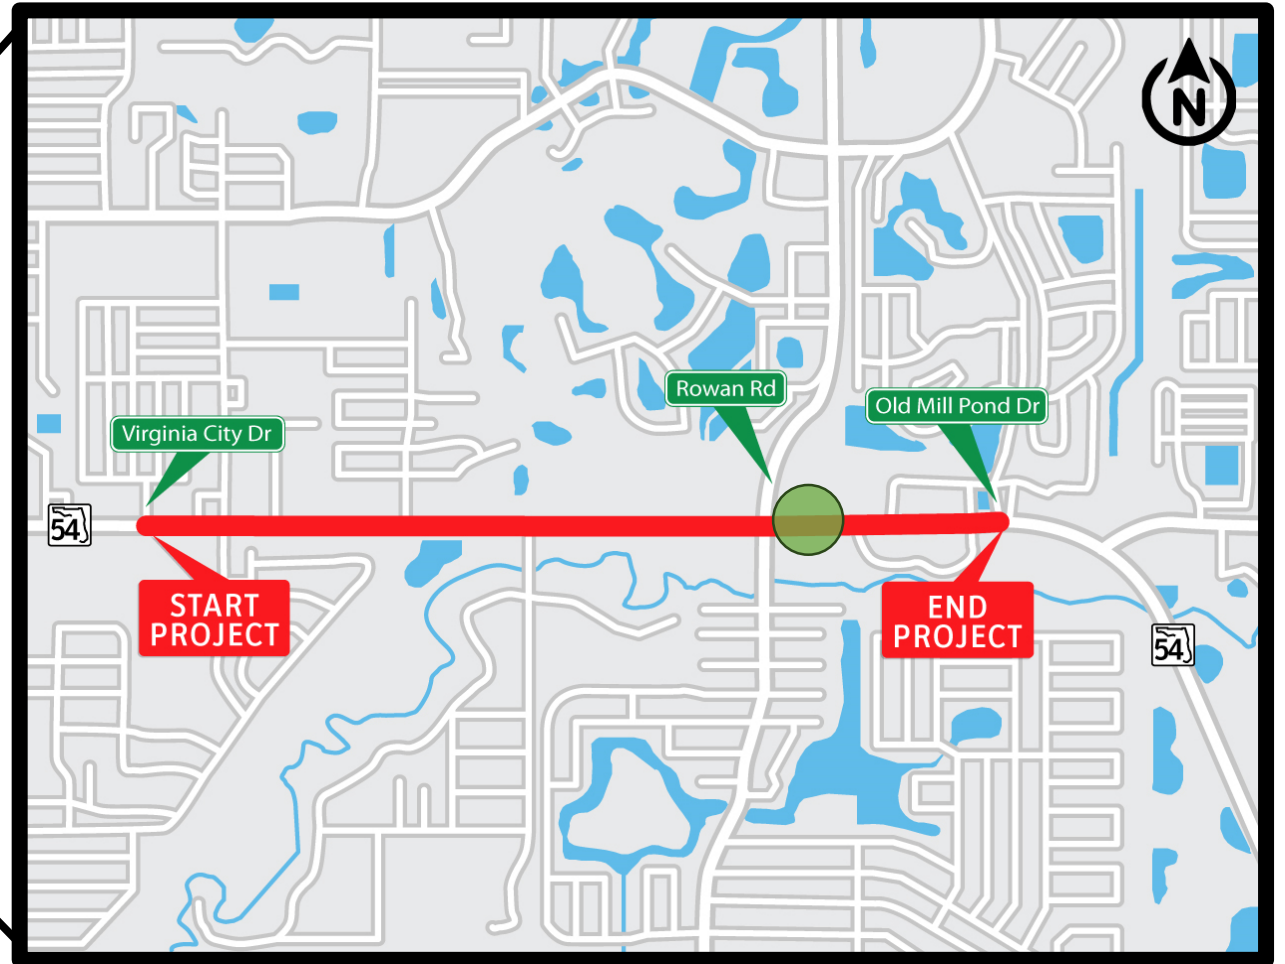 N
Rowan Rd
Old Mill Pond Dr
Virginia City Dr
54
START
PROJECT
END
PROJECT
54